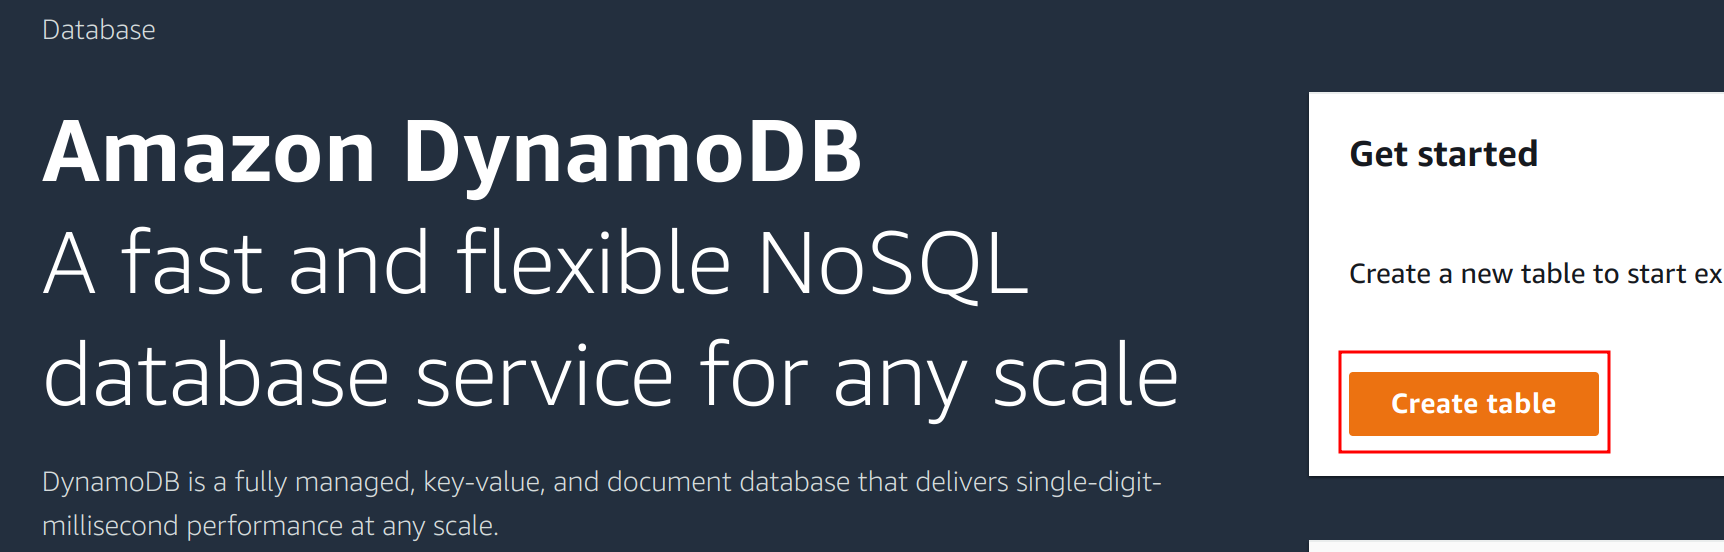 Database
Amazon DynamoDB
A fast and flexible NoSQL
database service for any scale
DynamoDB is a fully managed, key-value, and document database that delivers single-digit-
millisecond performance at any scale.
Get started
Create a new table to start ex
Create table